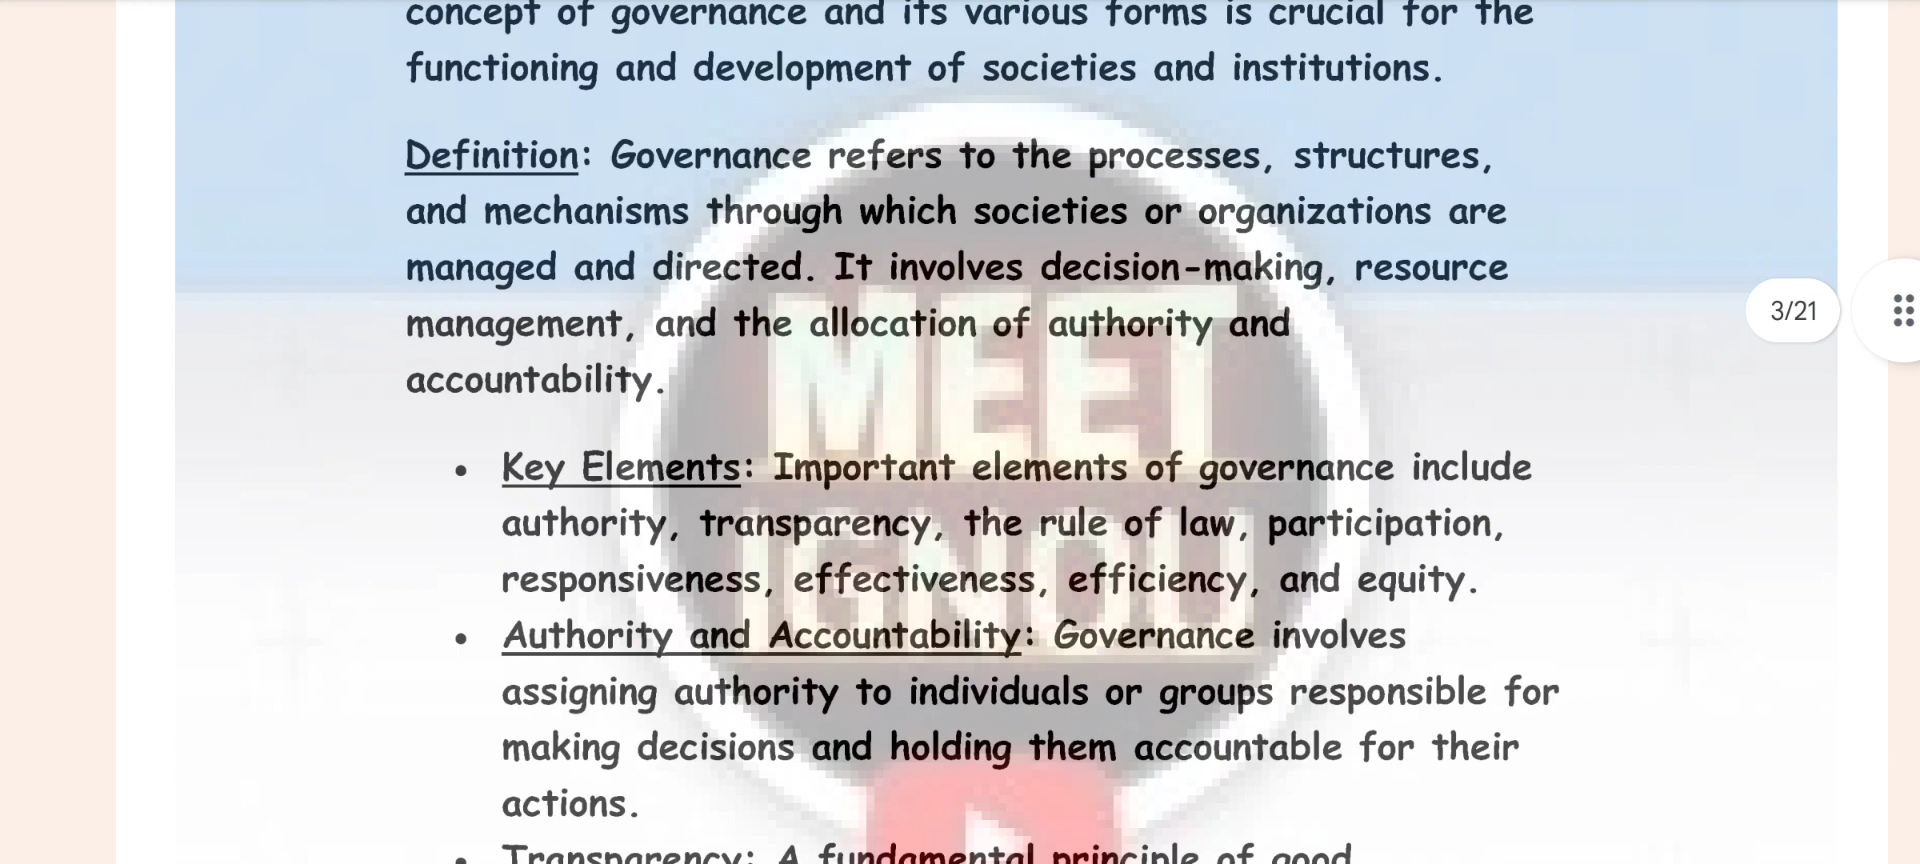 concept of governance and its various forms is crucial for the
functioning and development of societies and institutions.
Definition: Governance refers to the processes, structures,
and mechanisms through which societies or organizations are
managed and directed. It involves decision-making, resource
management, and the allocation of authority and
accountability.
• Key Elements: Important elements of governance include
authority, transparency, the rule of law, participation,
responsiveness, effectiveness, efficiency, and equity.
• Authority and Accountability: Governance involves
assigning authority to individuals or groups responsible for
making decisions and holding them accountable for their
actions.
• Transparency: A fundamental principle of good
MEET
IGNOU
3/21